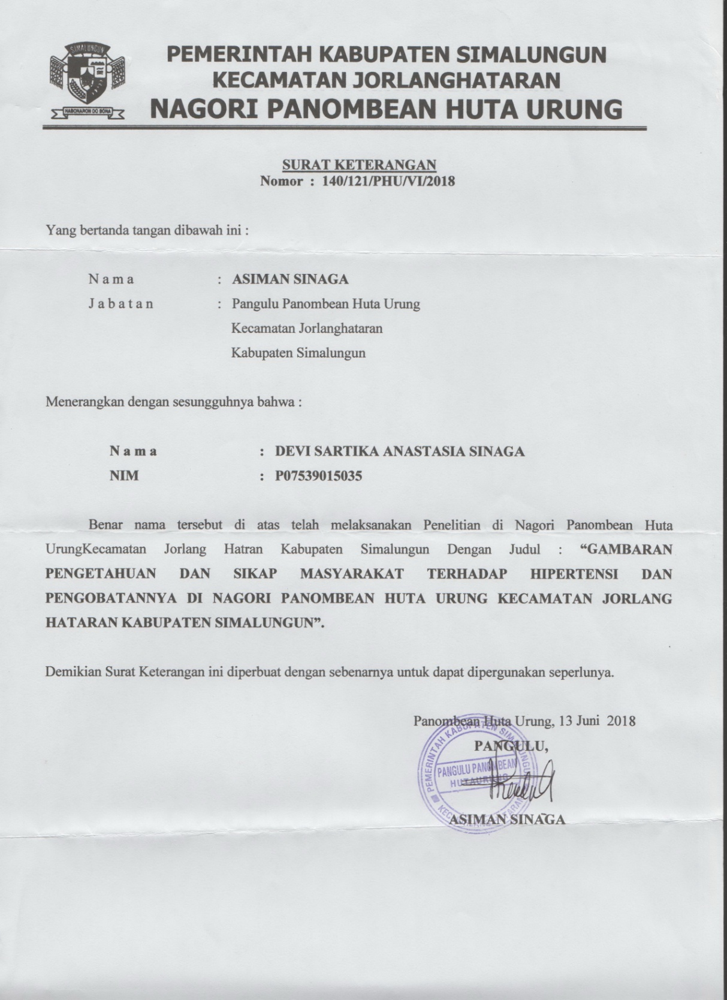 SIMALUNGUN
HABONARON DO BONA
PEMERINTAH KABUPATEN SIMALUNGUN
KECAMATAN JORLANGHATARAN
NAGORI PANOMBEAN HUTA URUNG
SURAT KETERANGAN
Nomor : 140/121/PHU/VI/2018
Yang bertanda tangan dibawah ini :
N a m a : ASIMAN SINAGA
J a b a t a n : Pangulu Panombean Huta Urung
Kecamatan Jorlanghataran
Kabupaten Simalungun
Menerangkan dengan sesungguhnya bahwa :
N a m a : DEVI SARTIKA ANASTASIA SINAGA
NIM : P07539015035
Benar nama tersebut di atas telah melaksanakan Penelitian di Nagori Panombean Huta
UrungKecamatan Jorlang Hatran Kabupaten Simalungun Dengan Judul : “GAMBARAN
PENGETAHUAN DAN SIKAP MASYARAKAT TERHADAP HIPERTENSI DAN
PENGOBATANNYA DI NAGORI PANOMBEAN HUTA URUNG KECAMATAN JORLANG
HATARAN KABUPATEN SIMALUNGUN”.
Demikian Surat Keterangan ini diperbuat dengan sebenarnya untuk dapat dipergunakan seperlunya.
Panombean Huta Urung, 13 Juni 2018
PANGULU,
PEMERINTAH KABUPATEN SIMALUNGUN
PANGULU PANOMBEAN
HUTAURUNG
ASIMAN SINAGA